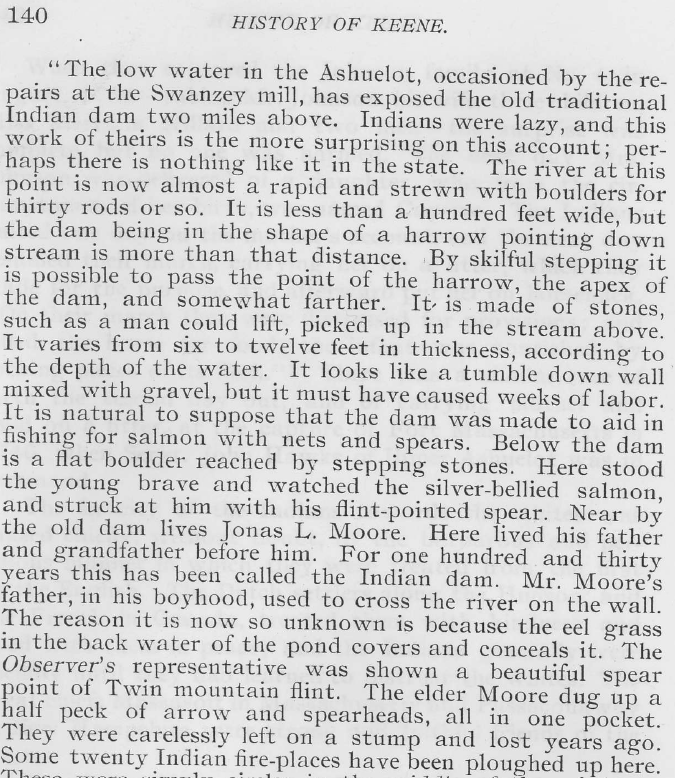 140
HISTORY OF KEENE.
"The low water in the Ashuelot, occasioned by the re-
pairs at the Swanzey mill, has exposed the old traditional
Indian dam two miles above. Indians were lazy, and this
work of theirs is the more surprising on this account; per-
haps there is nothing like it in the state. The river at this
point is now almost a rapid and strewn with boulders for
thirty rods or so. It is less than a hundred feet wide, but
the dam being in the shape of a harrow pointing down
stream is more than that distance. By skilful stepping it
is possible to pass the point of the harrow, the apex of
the dam, and somewhat farther. It is made of stones,
such as a man could lift, picked up in the stream above.
It varies from six to twelve feet in thickness, according to
the depth of the water. It looks like a tumble down wall
mixed with gravel, but it must have caused weeks of labor.
It is natural to suppose that the dam was made to aid in
fishing for salmon with nets and spears. Below the dam
is a flat boulder reached by stepping stones. Here stood
the young brave and watched the silver-bellied salmon,
and struck at him with his flint-pointed spear. Near by
the old dam lives Jonas L. Moore. Here lived his father
and grandfather before him. For one hundred and thirty
years this has been called the Indian dam. Mr. Moore's
father, in his boyhood, used to cross the river on the wall.
The reason it is now so unknown is because the eel grass
in the back water of the pond covers and conceals it. The
Observer's representative was shown a beautiful spear
point of Twin mountain flint. The elder Moore dug up a
half peck of arrow and spearheads, all in one pocket.
They were carelessly left on a stump and lost years ago.
Some twenty Indian fire-places have been ploughed up here.